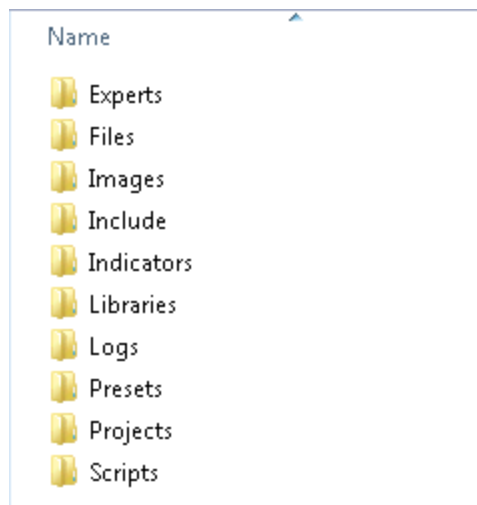 Name
Experts
Files
Images
Include
Indicators
Libraries
Logs
Presets
Projects
Scripts